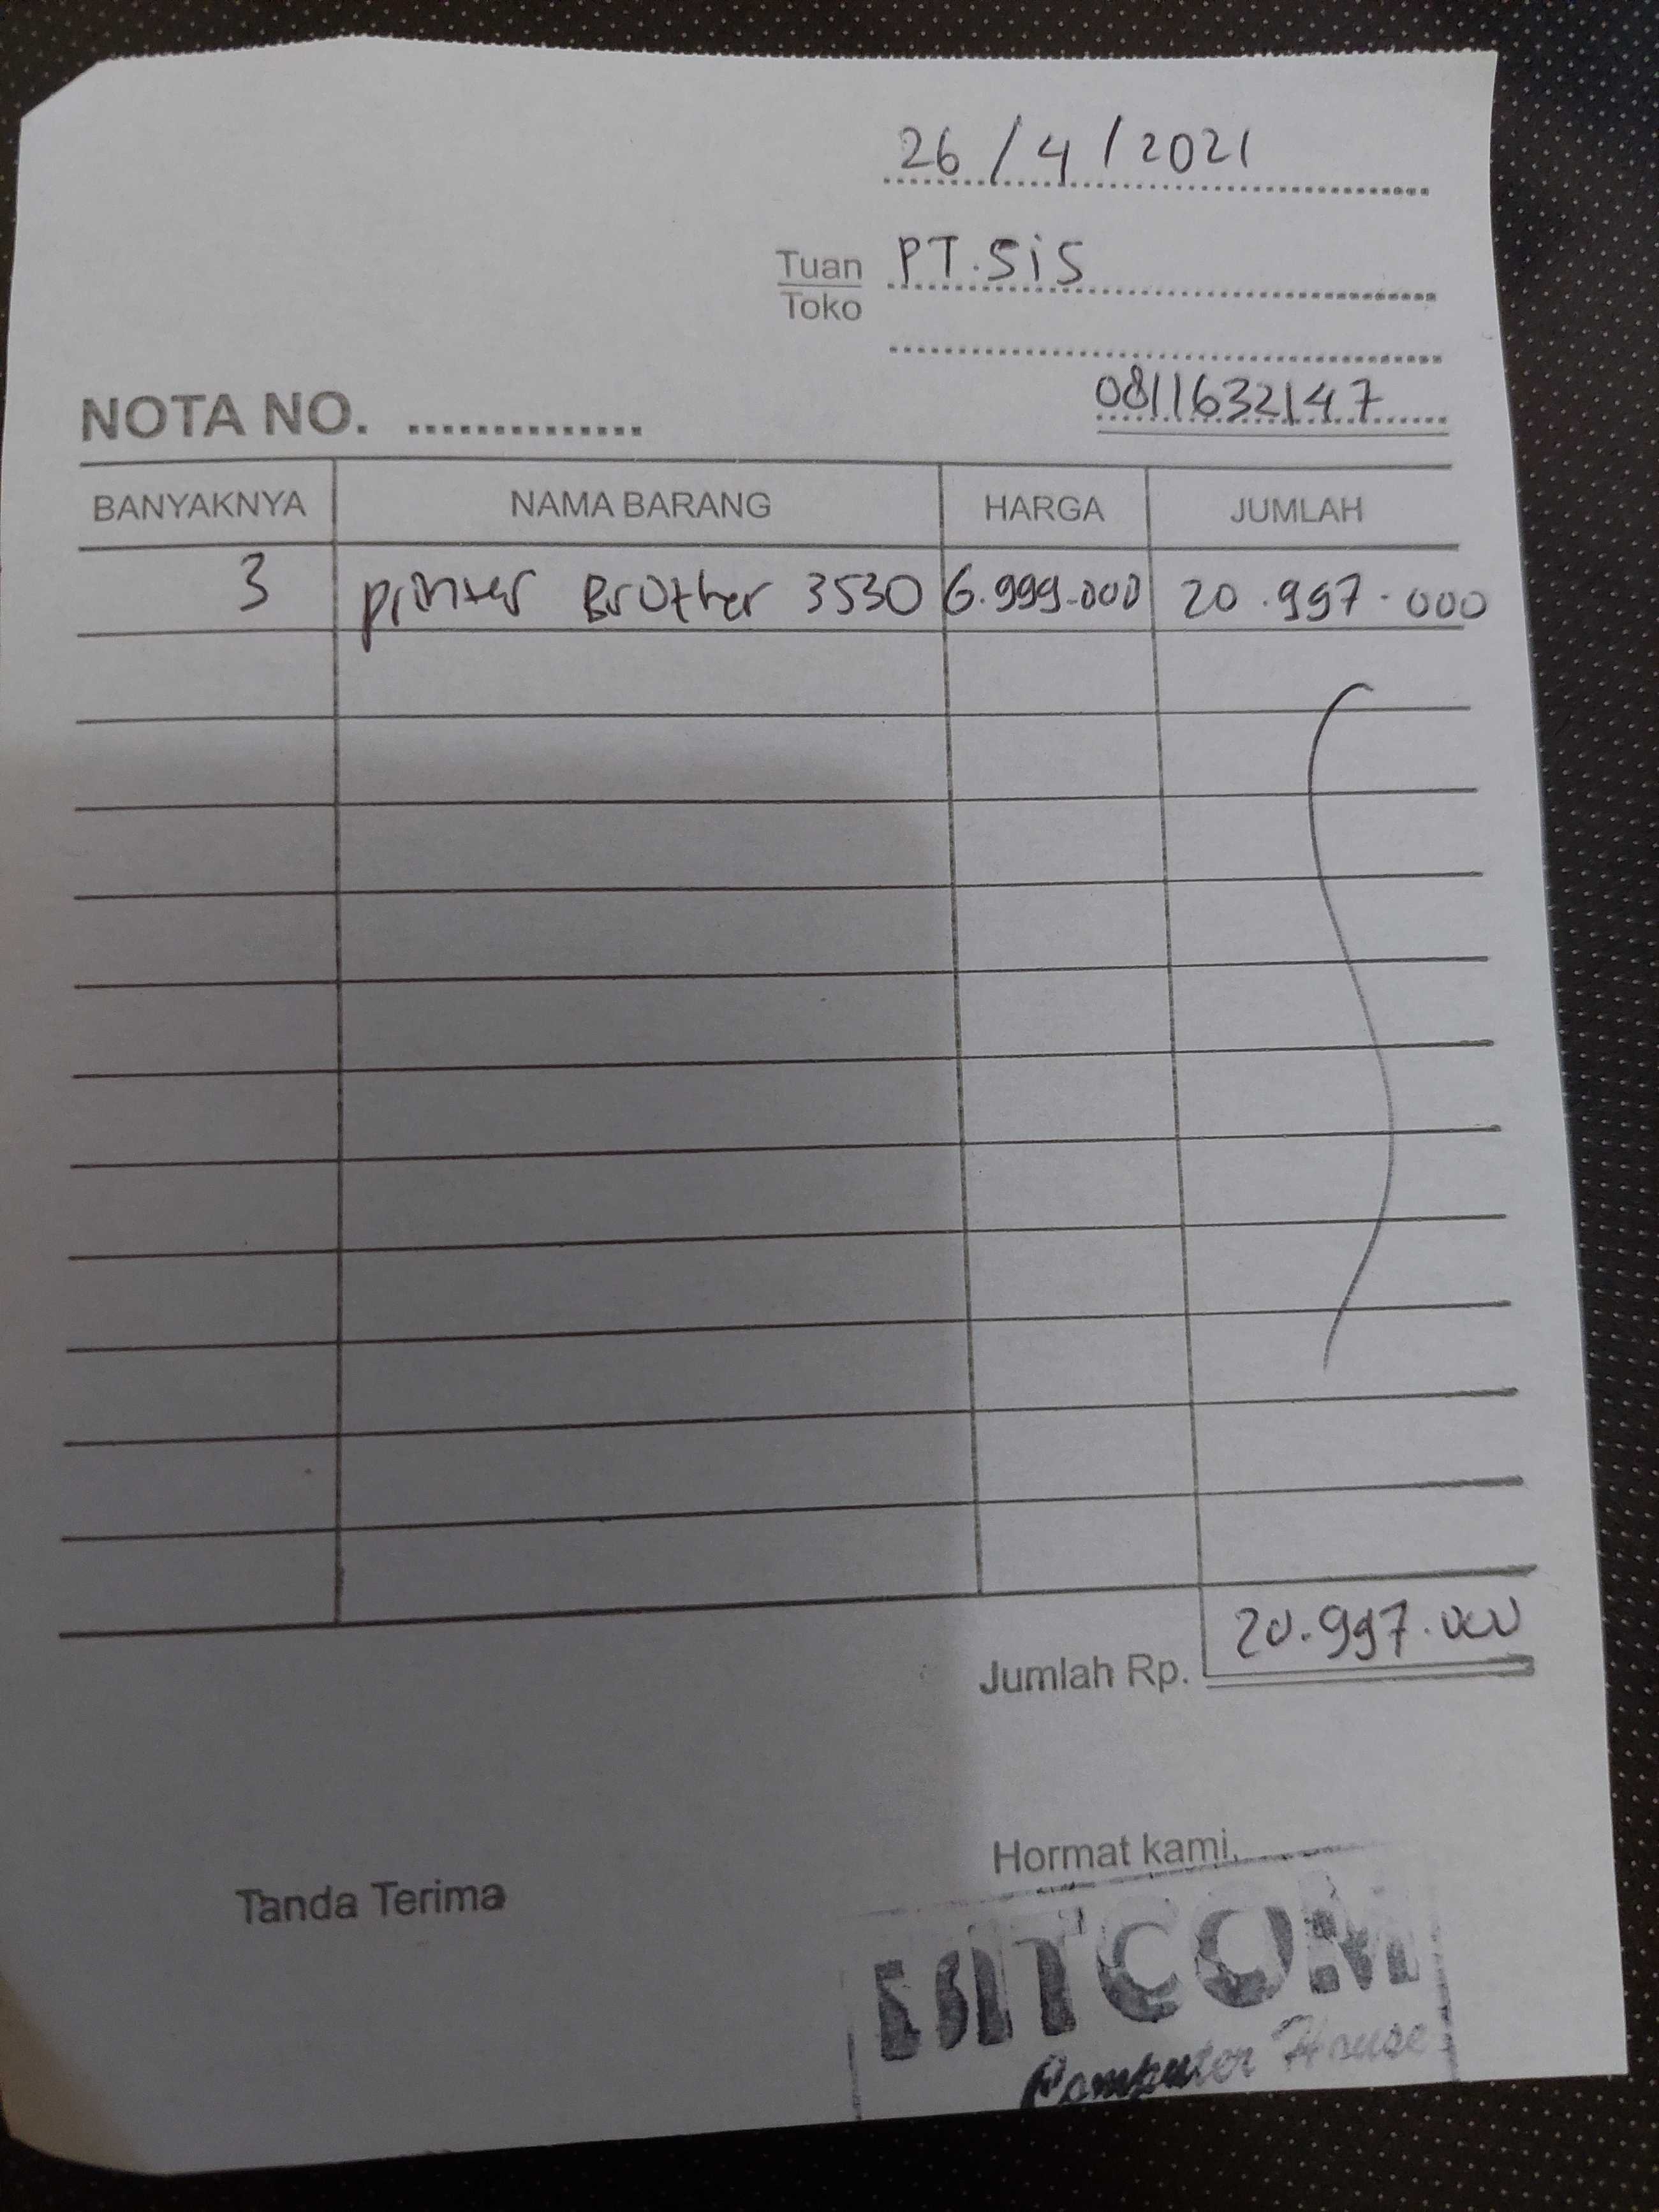 26/4/2021
Tuan PT.SiS
Toko
0811632147
NOTA NO. ..............
BANYAKNYA NAMA BARANG HARGA JUMLAH
3 printer Brother 3530 6.999.000 20.997.000
Jumlah Rp. 20.997.000
Hormat kami,
Tanda Terima
Computer House